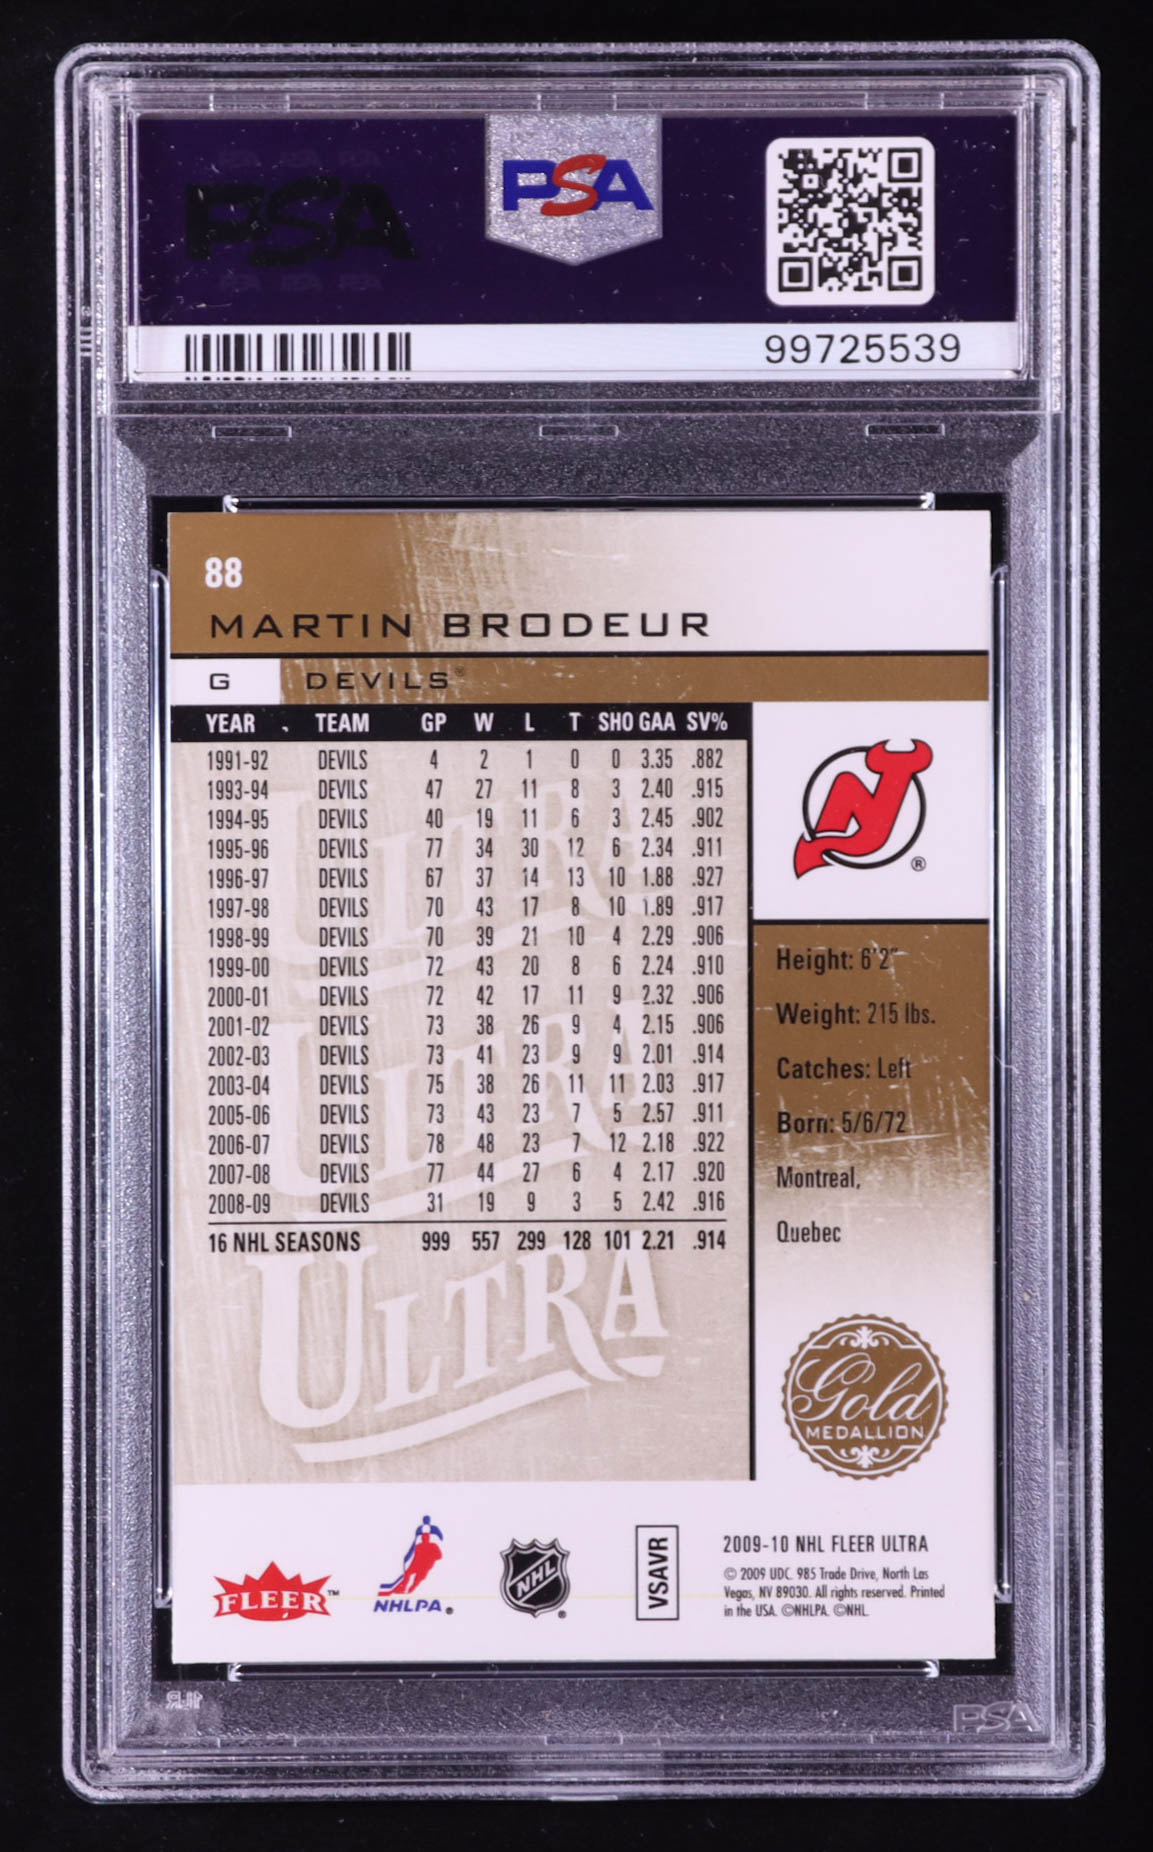 PSA
PSA
99725539
88
MARTIN BRODEUR
G DEVILS®
YEAR TEAM GP W L T SHO GAA SV%
1991-92 DEVILS 4 2 1 0 0 3.35 .882
1993-94 DEVILS 47 27 11 8 3 2.40 .915
1994-95 DEVILS 40 19 11 6 3 2.45 .902
1995-96 DEVILS 77 34 30 12 6 2.34 .911
1996-97 DEVILS 67 37 14 13 10 1.88 .927
1997-98 DEVILS 70 43 17 8 10 1.89 .917
1998-99 DEVILS 70 39 21 10 4 2.29 .906
1999-00 DEVILS 72 43 20 8 6 2.24 .910
2000-01 DEVILS 72 42 17 11 9 2.32 .906
2001-02 DEVILS 73 38 26 9 4 2.15 .906
2002-03 DEVILS 73 41 23 9 9 2.01 .914
2003-04 DEVILS 75 38 26 11 11 2.03 .917
2005-06 DEVILS 73 43 23 7 5 2.57 .911
2006-07 DEVILS 78 48 23 7 12 2.18 .922
2007-08 DEVILS 77 44 27 6 4 2.17 .920
2008-09 DEVILS 31 19 9 3 5 2.42 .916
16 NHL SEASONS 999 557 299 128 101 2.21 .914
ULTRA
ULTRA
ULTRA
®
Height: 6'2"
Weight: 215 lbs.
Catches: Left
Born: 5/6/72
Montreal,
Quebec
Gold
MEDALLION
FLEER™
NHLPA®
NHL®
VSAVR
2009-10 NHL FLEER ULTRA
© 2009 UDC. 985 Trade Drive, North Las
Vegas, NV 89030. All rights reserved. Printed
in the USA. ©NHLPA. ©NHL.
PSA